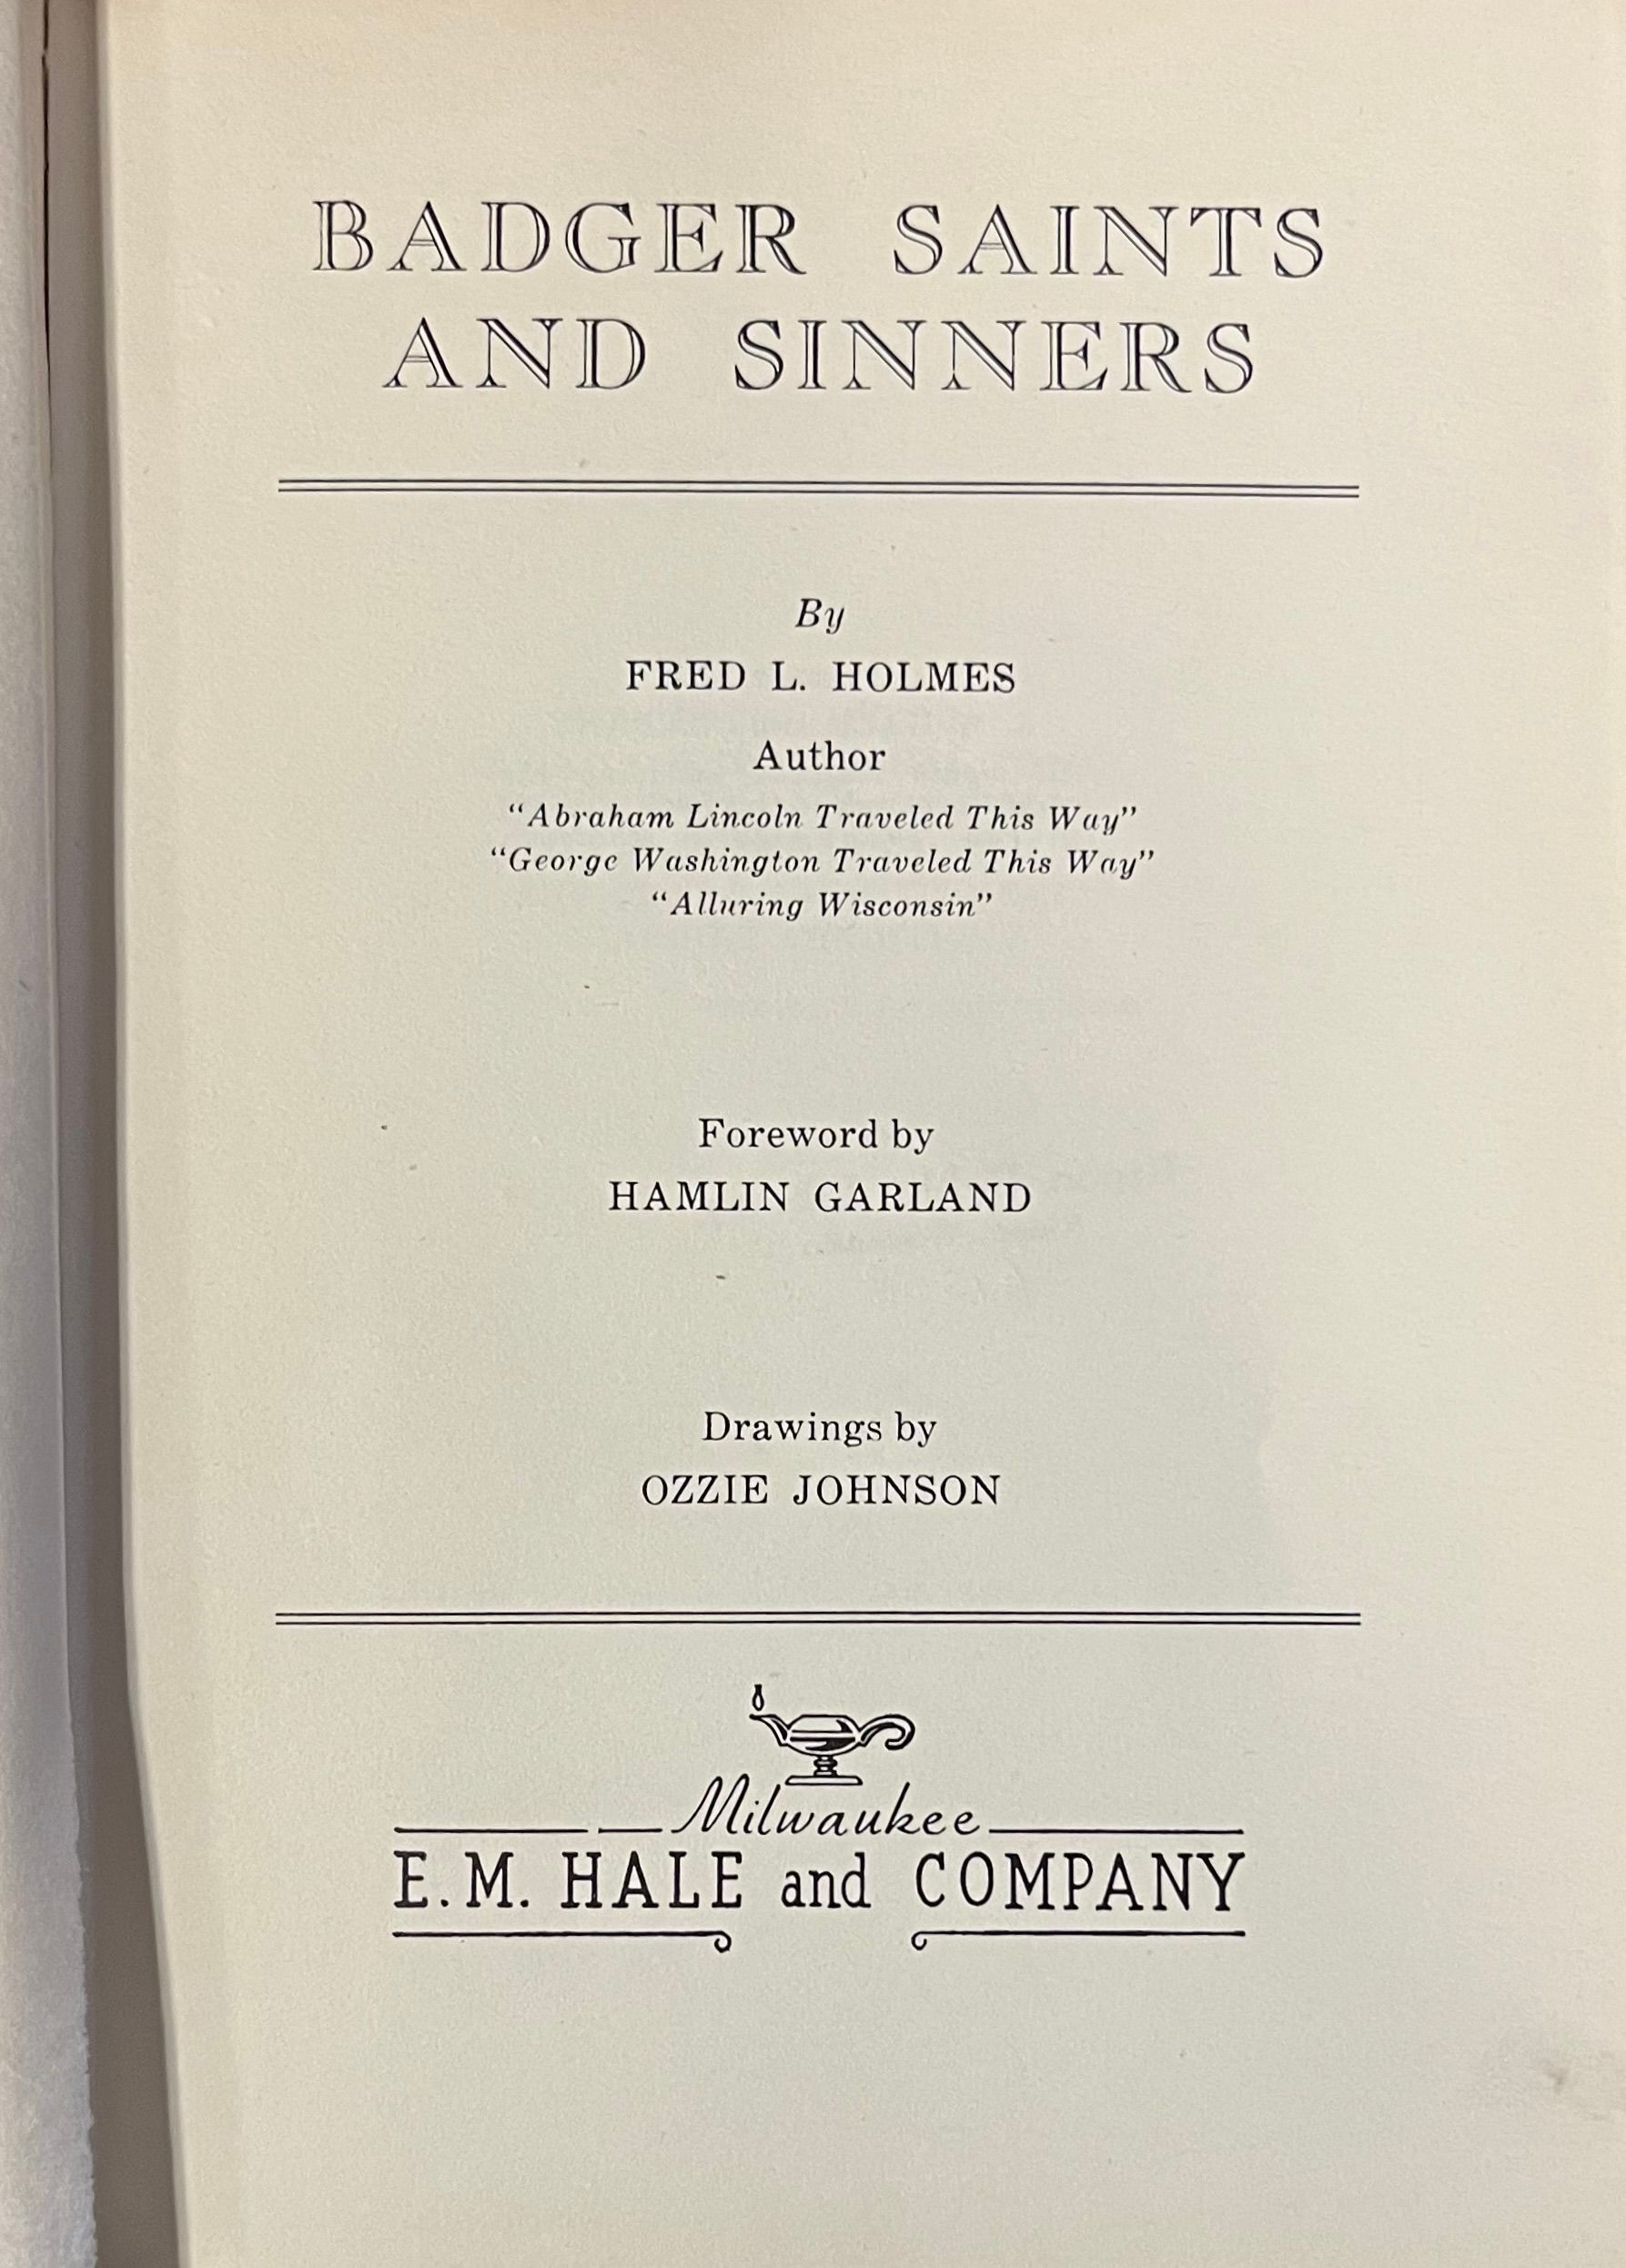 BADGER SAINTS
AND SINNERS
By
FRED L. HOLMES
Author
“Abraham Lincoln Traveled This Way”
“George Washington Traveled This Way”
“Alluring Wisconsin”
Foreword by
HAMLIN GARLAND
Drawings by
OZZIE JOHNSON
Milwaukee
E. M. HALE and COMPANY